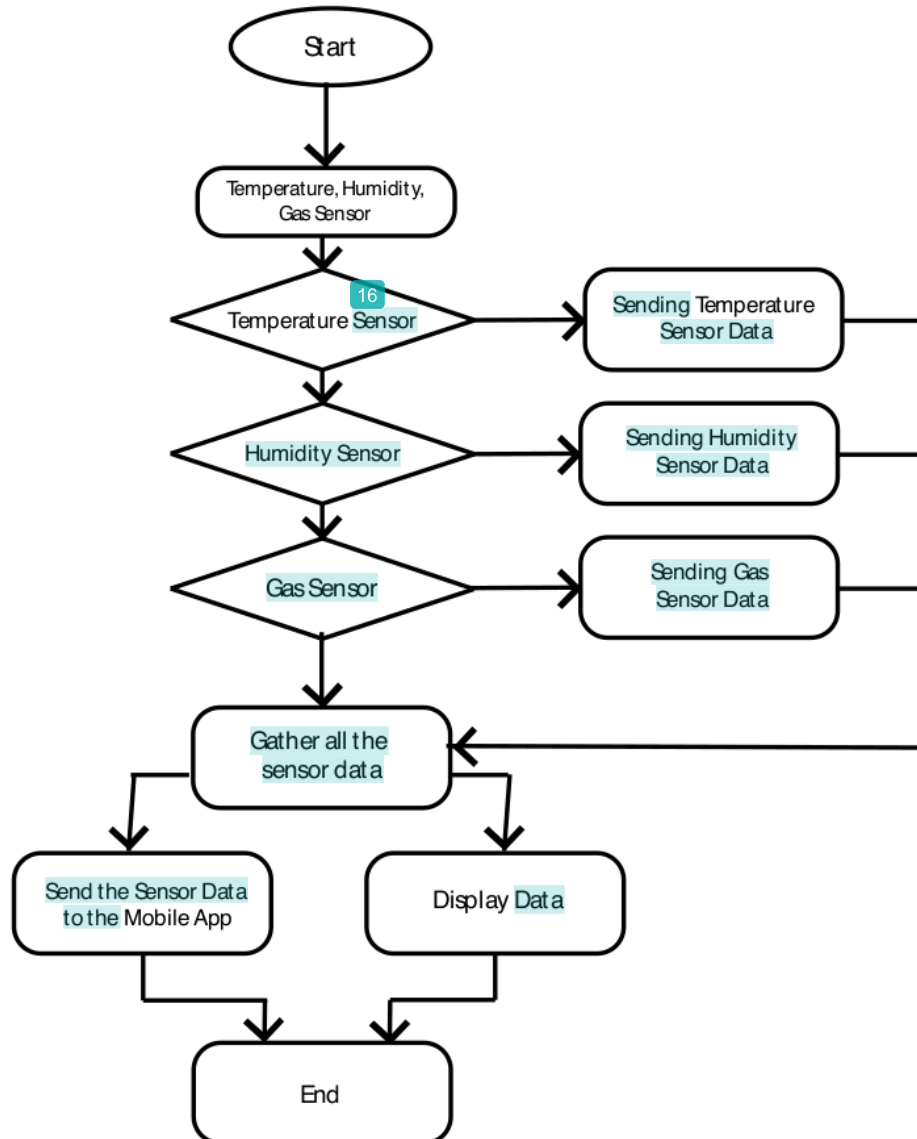 Start
Temperature, Humidity,
Gas Sensor
16
Temperature Sensor
Sending Temperature
Sensor Data
Humidity Sensor
Sending Humidity
Sensor Data
Gas Sensor
Sending Gas
Sensor Data
Gather all the
sensor data
Send the Sensor Data
to the Mobile App
Display Data
End